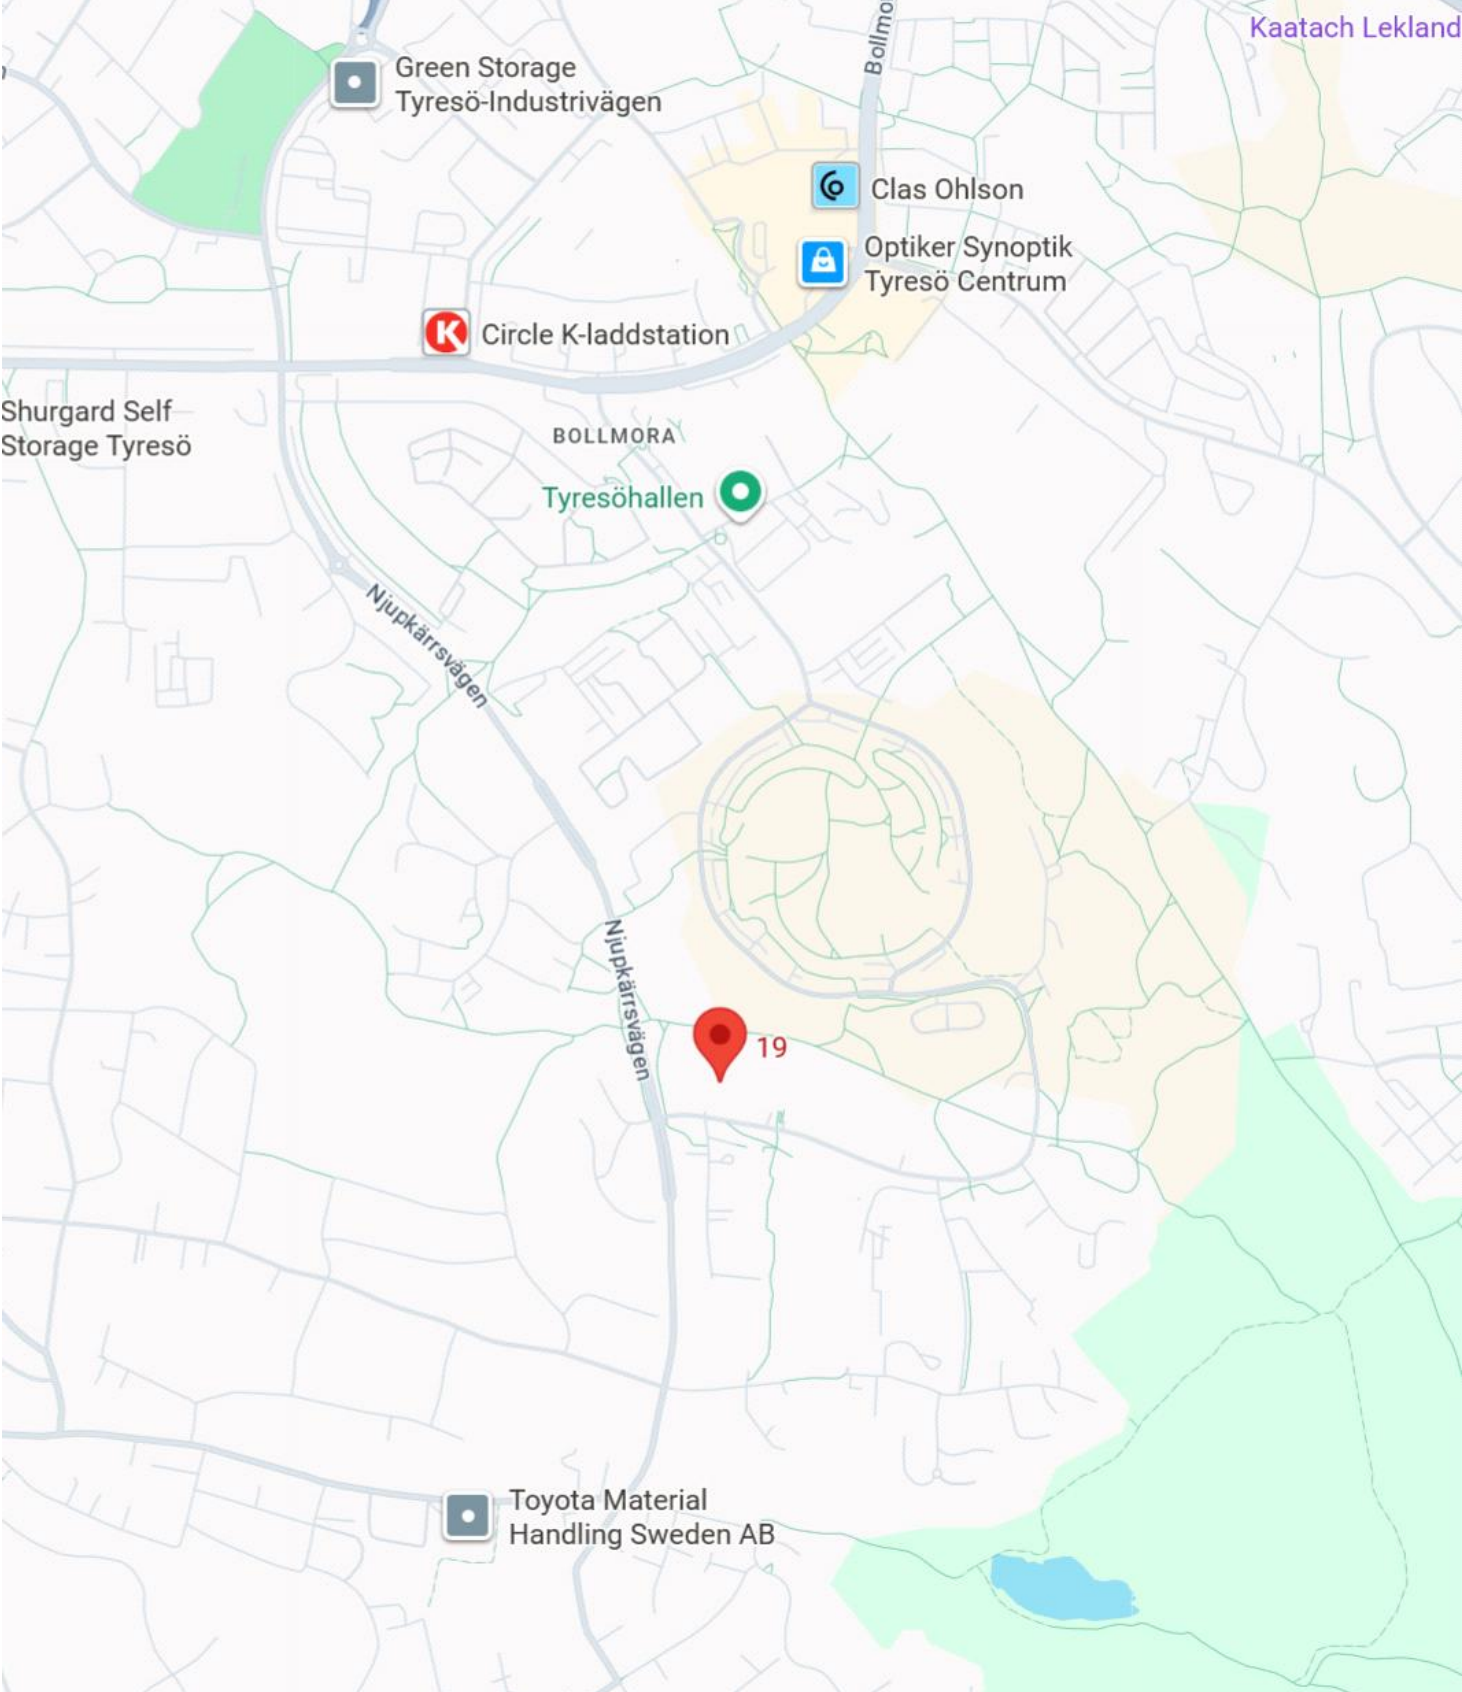 Kaatach Lekland
Bollmo
Green Storage
Tyresö-Industrivägen
Clas Ohlson
Optiker Synoptik
Tyresö Centrum
K
Circle K-laddstation
Shurgard Self
Storage Tyresö
BOLLMORA
Tyresöhallen
Njupkärrsvägen
Njupkärrsvägen
19
Toyota Material
Handling Sweden AB